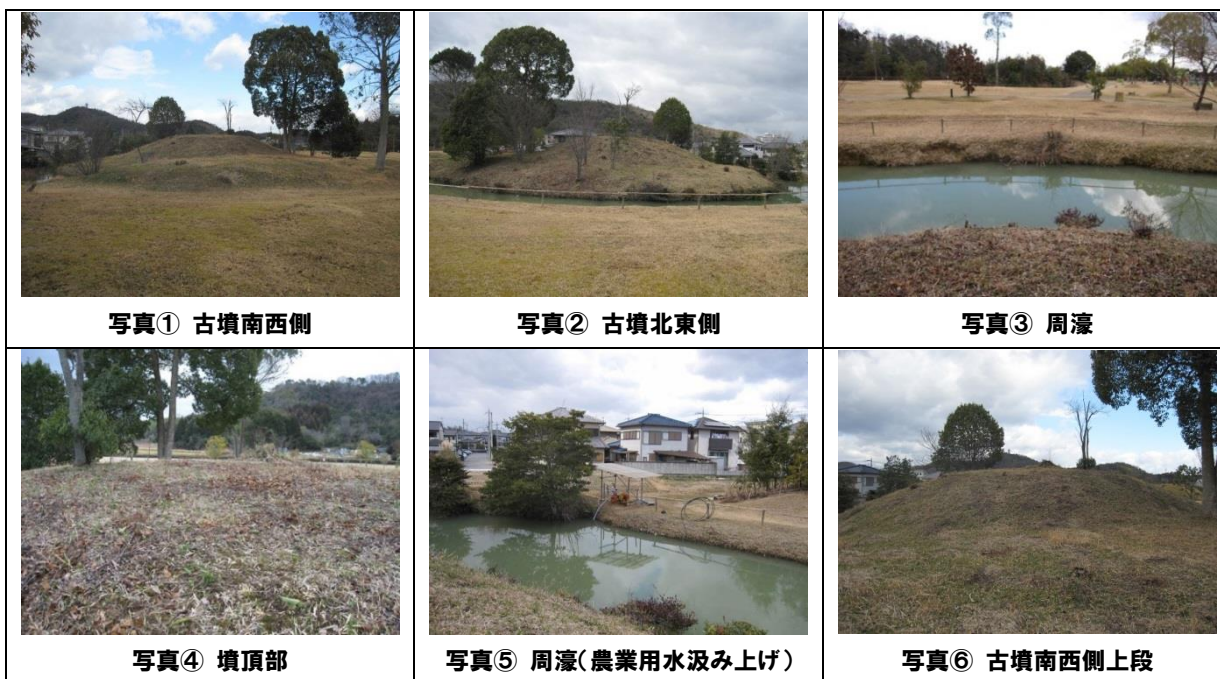 写真① 古墳南西側
写真② 古墳北東側
写真③ 周濠
写真④ 墳頂部
写真⑤ 周濠(農業用水汲み上げ)
写真⑥ 古墳南西側上段